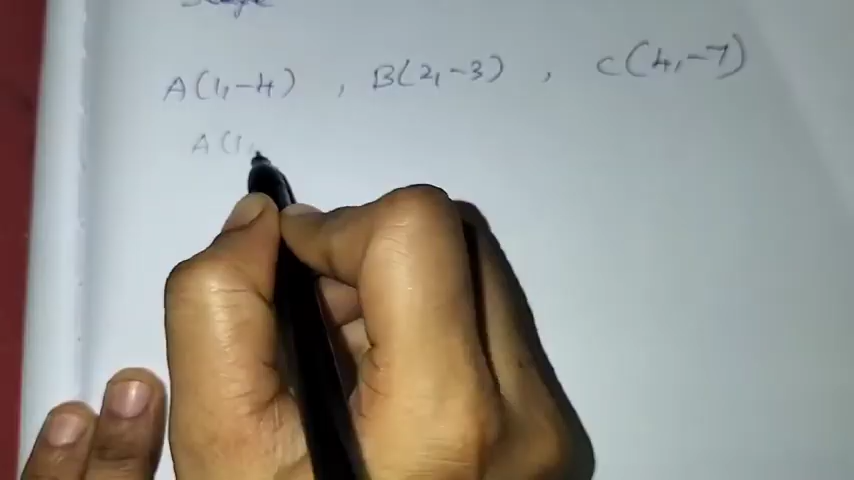 A(1,-4) , B(2,-3) , C(4,-7)
A(1,